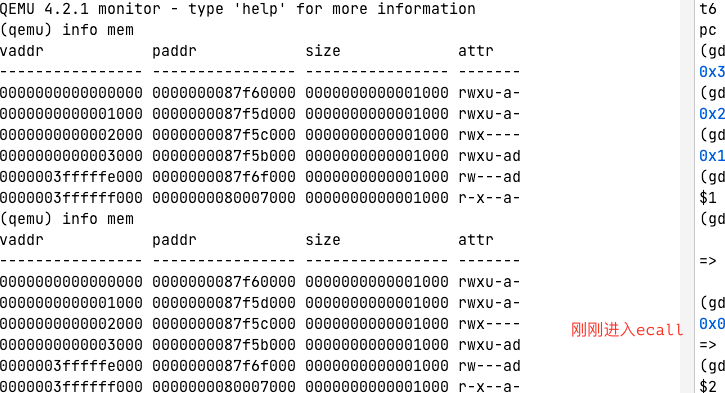 QEMU 4.2.1 monitor - type 'help' for more information
(qemu) info mem
vaddr            paddr            size             attr
---------------- ---------------- ---------------- -------
0000000000000000 0000000087f60000 0000000000001000 rwxu-a-
0000000000001000 0000000087f5d000 0000000000001000 rwxu-a-
0000000000002000 0000000087f5c000 0000000000001000 rwx----
0000000000003000 0000000087f5b000 0000000000001000 rwxu-ad
0000003fffffe000 0000000087f6f000 0000000000001000 rw---ad
0000003ffffff000 0000000080007000 0000000000001000 r-x--a-
(qemu) info mem
vaddr            paddr            size             attr
---------------- ---------------- ---------------- -------
0000000000000000 0000000087f60000 0000000000001000 rwxu-a-
0000000000001000 0000000087f5d000 0000000000001000 rwxu-a-
0000000000002000 0000000087f5c000 0000000000001000 rwx----
0000000000003000 0000000087f5b000 0000000000001000 rwxu-ad
0000003fffffe000 0000000087f6f000 0000000000001000 rw---ad
0000003ffffff000 0000000080007000 0000000000001000 r-x--a-
刚刚进入ecall
t6
pc
(gd
0x3
(gd
0x2
(gd
0x1
(gd
$1
(gd
=>
(gd
0x0
=>
(gd
$2